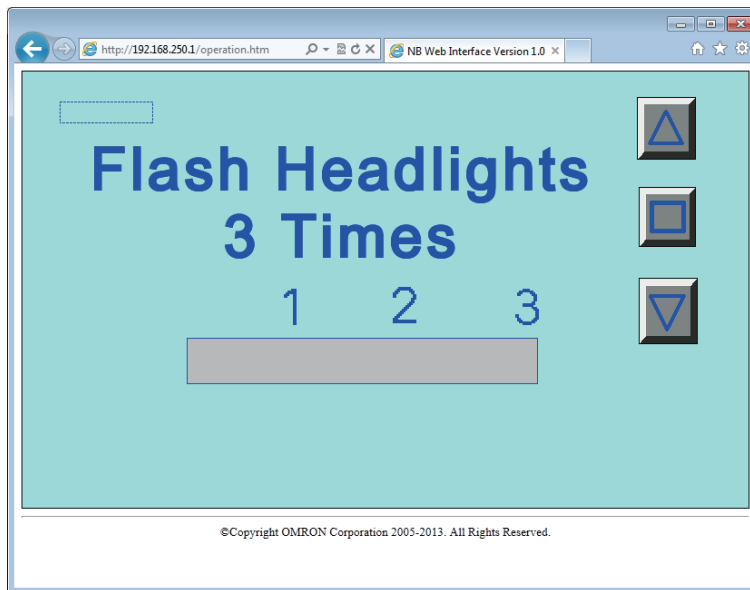 http://192.168.250.1/operation.htm
NB Web Interface Version 1.0
Flash Headlights
3 Times
1 2 3
©Copyright OMRON Corporation 2005-2013. All Rights Reserved.